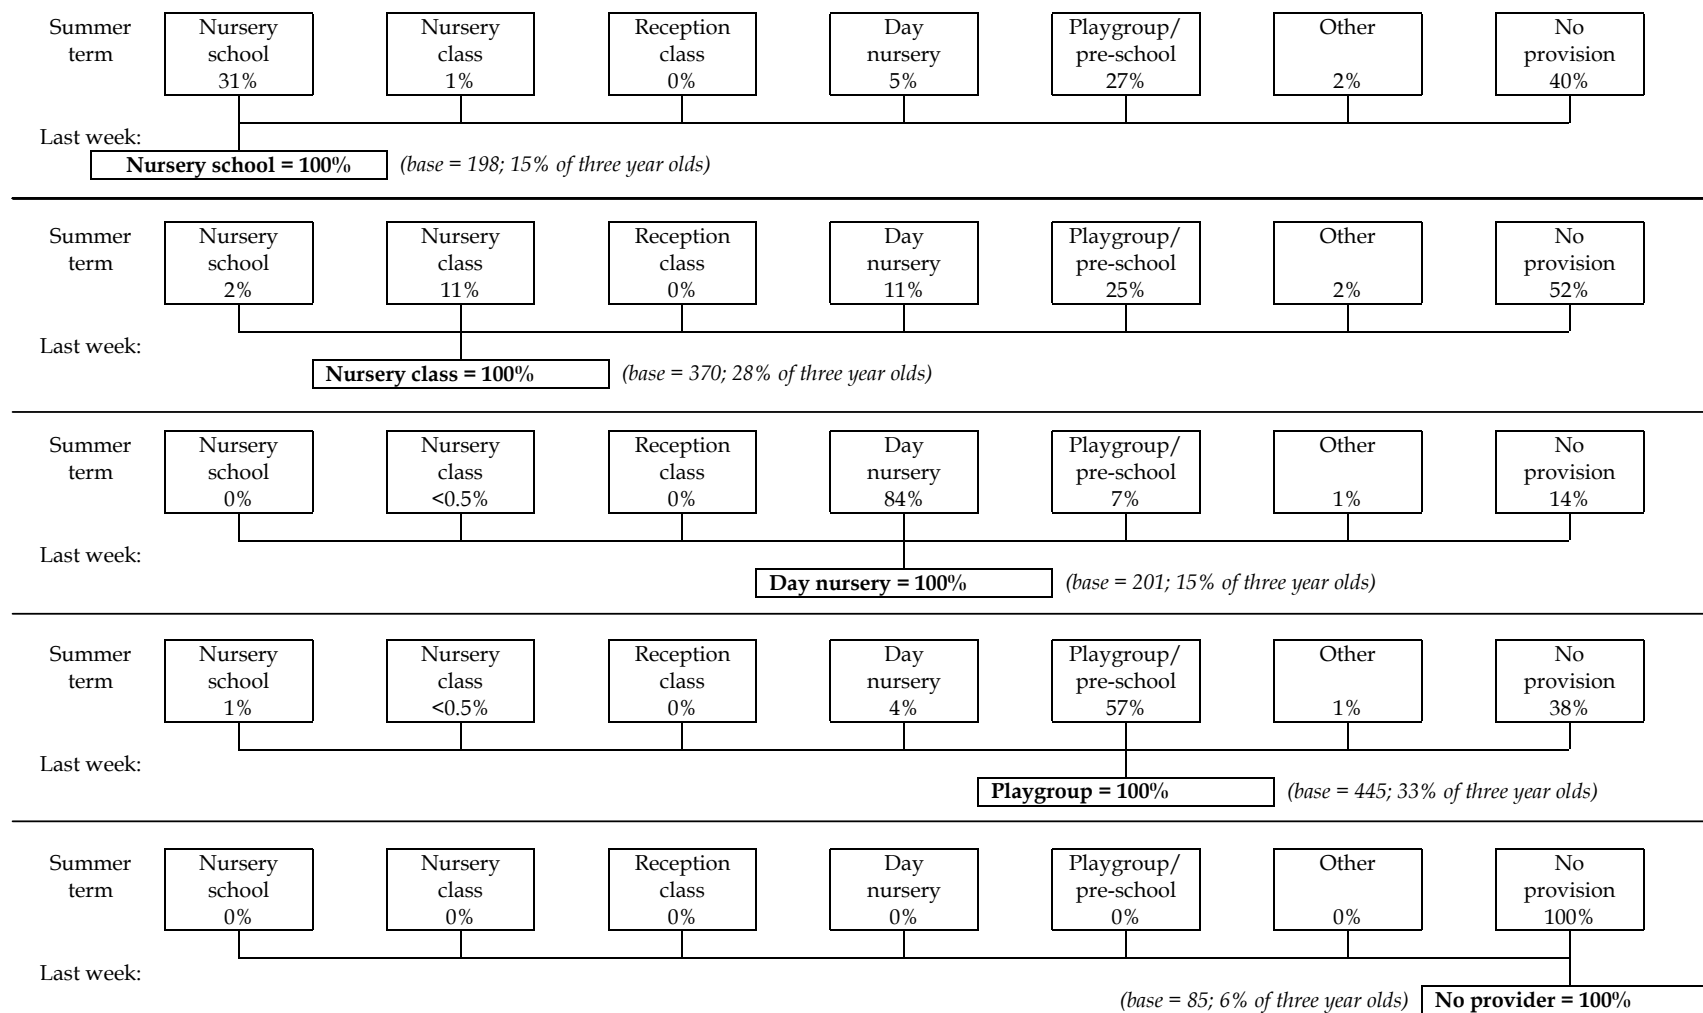 Summer Nursery Nursery Reception Day Playgroup/ Other No
term school class class nursery pre-school provision
31% 1% 0% 5% 27% 2% 40%
Last week:
Nursery school = 100% (base = 198; 15% of three year olds)
Summer Nursery Nursery Reception Day Playgroup/ Other No
term school class class nursery pre-school provision
2% 11% 0% 11% 25% 2% 52%
Last week:
Nursery class = 100% (base = 370; 28% of three year olds)
Summer Nursery Nursery Reception Day Playgroup/ Other No
term school class class nursery pre-school provision
0% <0.5% 0% 84% 7% 1% 14%
Last week:
Day nursery = 100% (base = 201; 15% of three year olds)
Summer Nursery Nursery Reception Day Playgroup/ Other No
term school class class nursery pre-school provision
1% <0.5% 0% 4% 57% 1% 38%
Last week:
Playgroup = 100% (base = 445; 33% of three year olds)
Summer Nursery Nursery Reception Day Playgroup/ Other No
term school class class nursery pre-school provision
0% 0% 0% 0% 0% 0% 100%
Last week:
(base = 85; 6% of three year olds) No provider = 100%